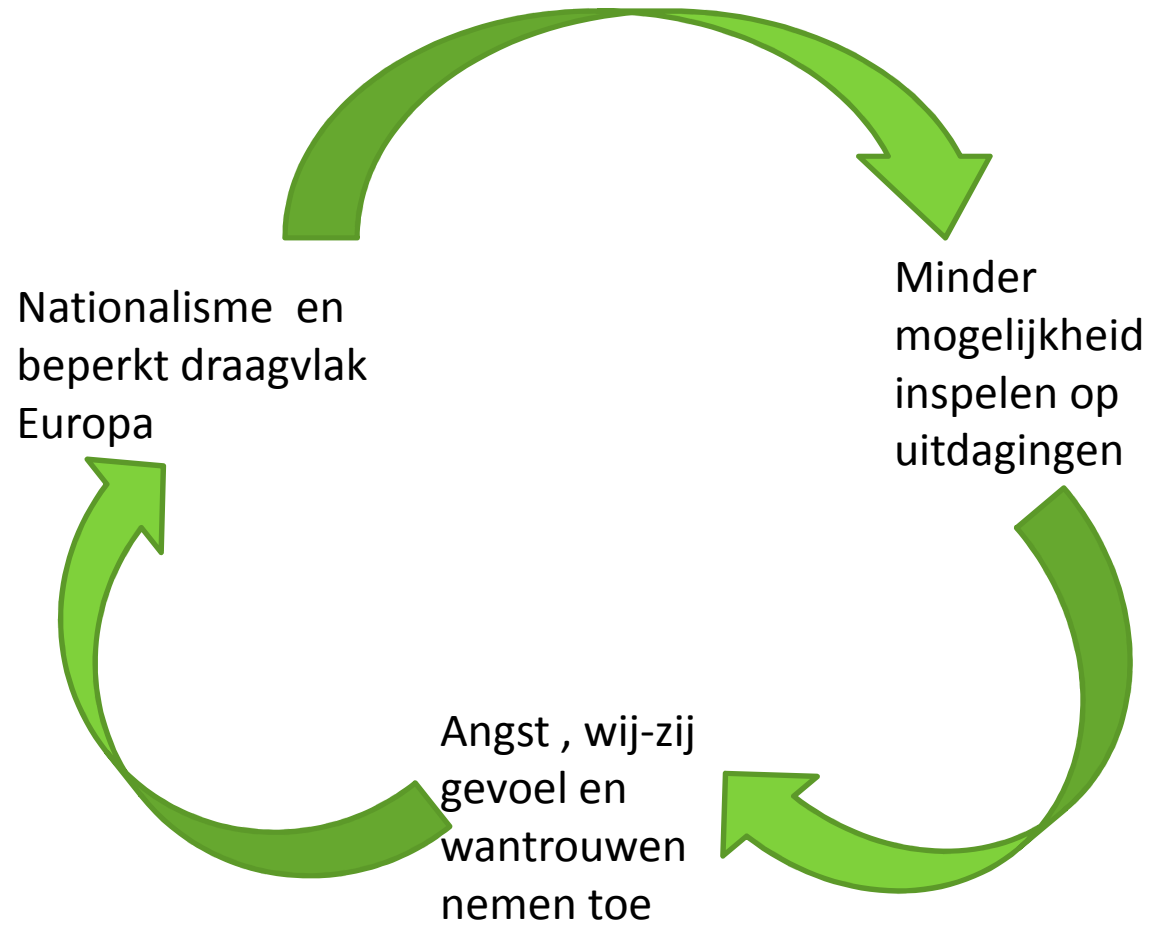 Nationalisme en
beperkt draagvlak
Europa
Minder
mogelijkheid
inspelen op
uitdagingen
Angst , wij-zij
gevoel en
wantrouwen
nemen toe